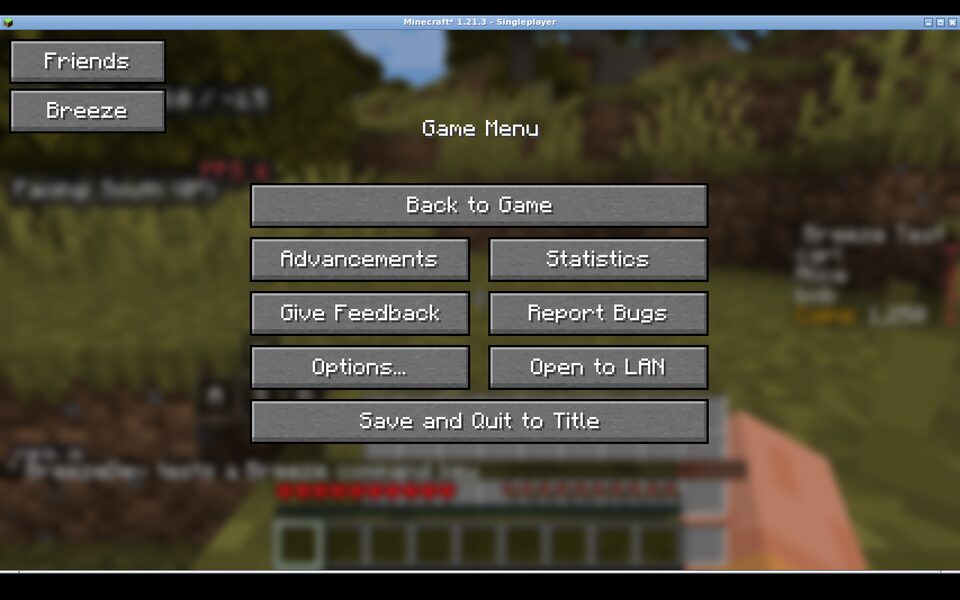 Minecraft* 1.21.3 - Singleplayer
Friends
Breeze
Game Menu
Back to Game
Advancements
Statistics
Give Feedback
Report Bugs
Options...
Open to LAN
Save and Quit to Title